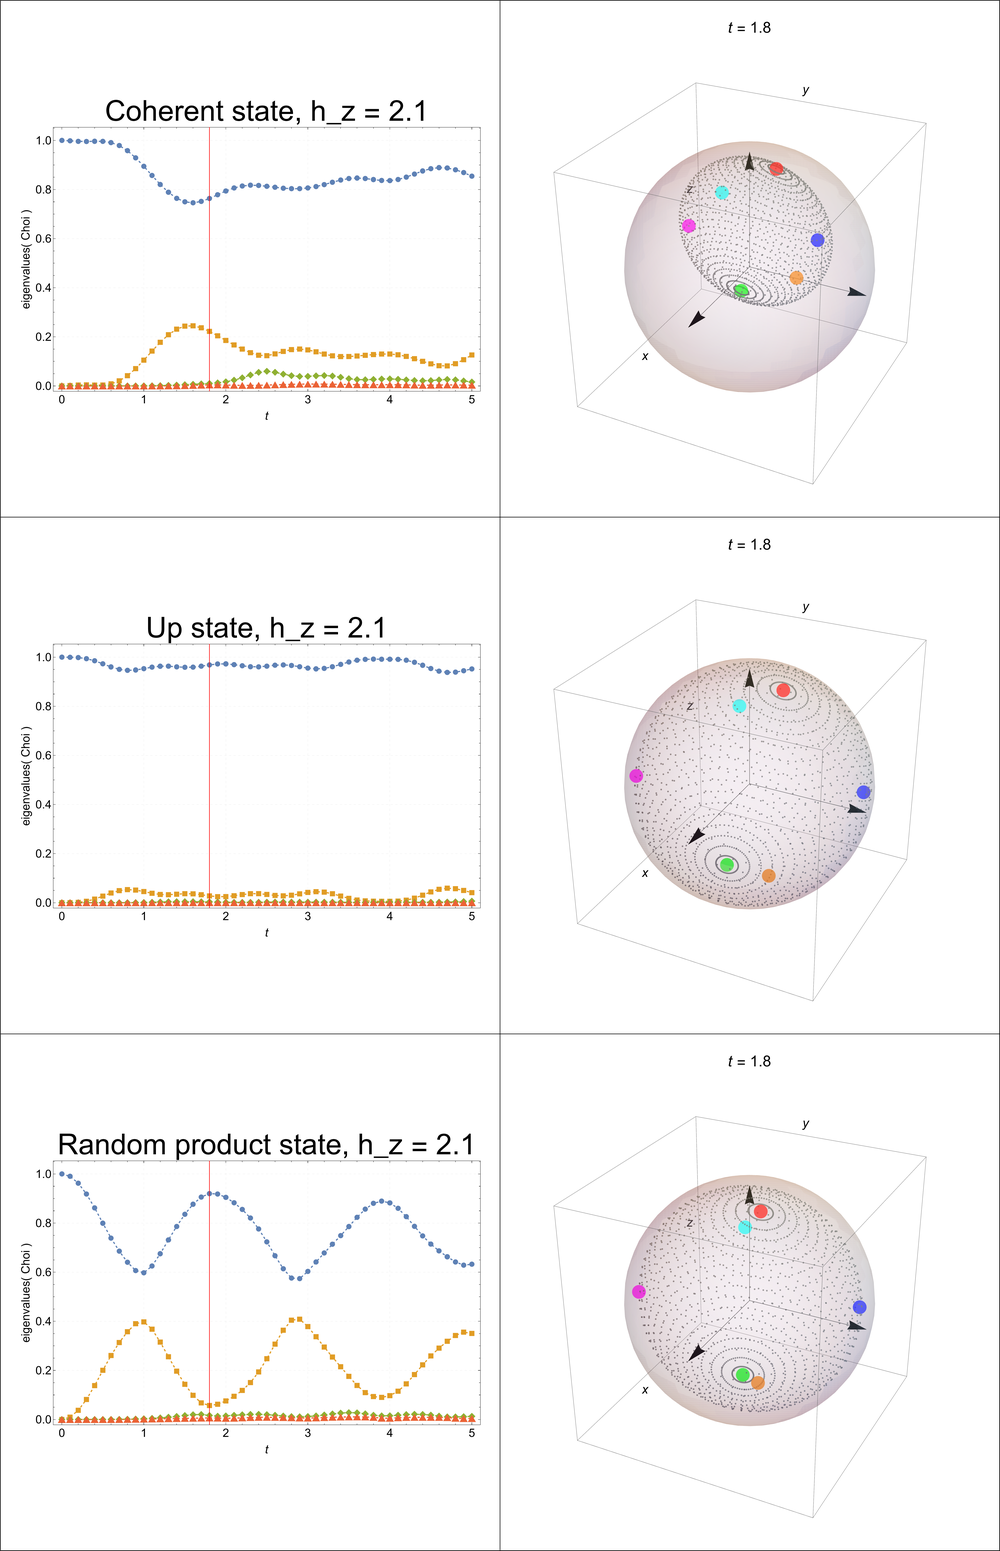 t = 1.8
y
Coherent state, h_z = 2.1
1.0
0.8
0.6
0.4
0.2
0.0
eigenvalues( Choi )
0 1 2 3 4 5
t
z
x
t = 1.8
y
Up state, h_z = 2.1
1.0
0.8
0.6
0.4
0.2
0.0
eigenvalues( Choi )
0 1 2 3 4 5
t
z
x
t = 1.8
y
Random product state, h_z = 2.1
1.0
0.8
0.6
0.4
0.2
0.0
eigenvalues( Choi )
0 1 2 3 4 5
t
z
x